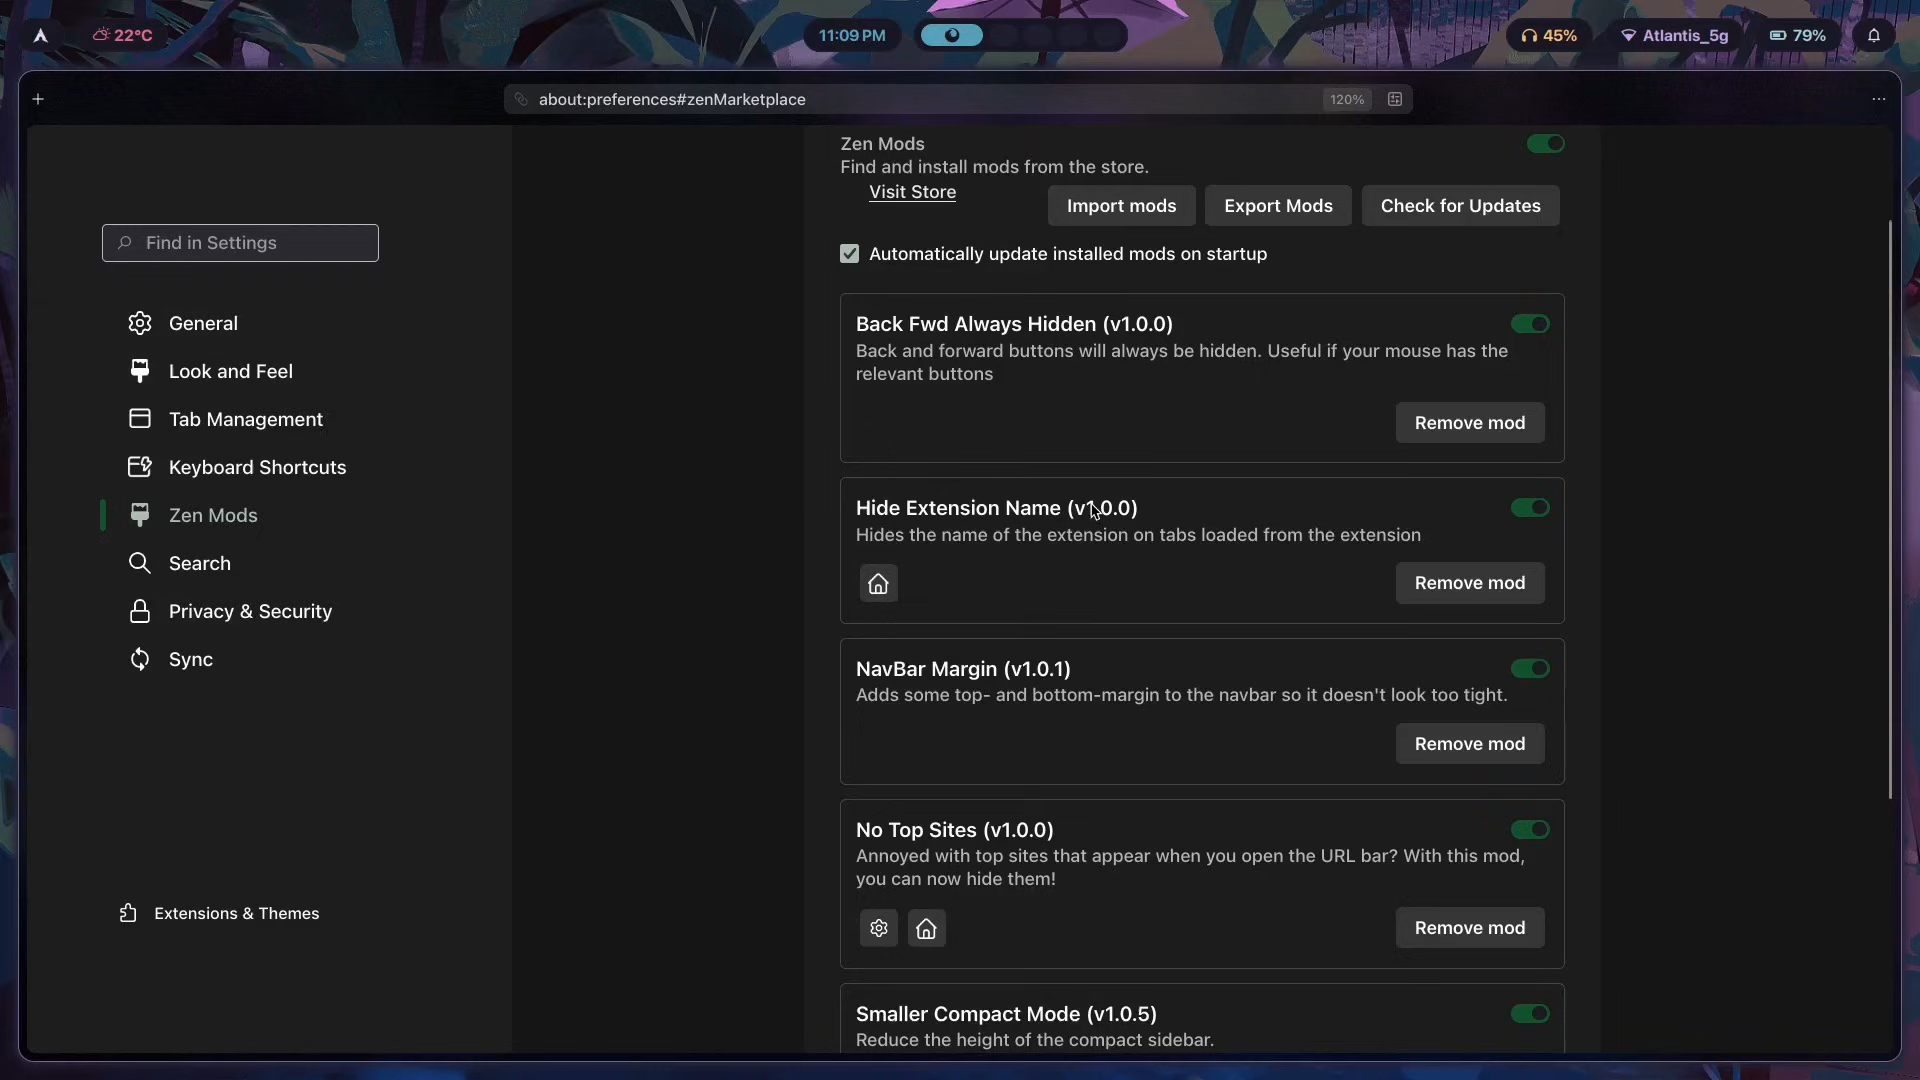 22°C
11:09 PM
45%
Atlantis_5g
79%
about:preferences#zenMarketplace
120%
Find in Settings
General
Look and Feel
Tab Management
Keyboard Shortcuts
Zen Mods
Search
Privacy & Security
Sync
Extensions & Themes
Zen Mods
Find and install mods from the store.
Visit Store
Import mods
Export Mods
Check for Updates
Automatically update installed mods on startup
Back Fwd Always Hidden (v1.0.0)
Back and forward buttons will always be hidden. Useful if your mouse has the
relevant buttons
Remove mod
Hide Extension Name (v1.0.0)
Hides the name of the extension on tabs loaded from the extension
Remove mod
NavBar Margin (v1.0.1)
Adds some top- and bottom-margin to the navbar so it doesn't look too tight.
Remove mod
No Top Sites (v1.0.0)
Annoyed with top sites that appear when you open the URL bar? With this mod,
you can now hide them!
Remove mod
Smaller Compact Mode (v1.0.5)
Reduce the height of the compact sidebar.